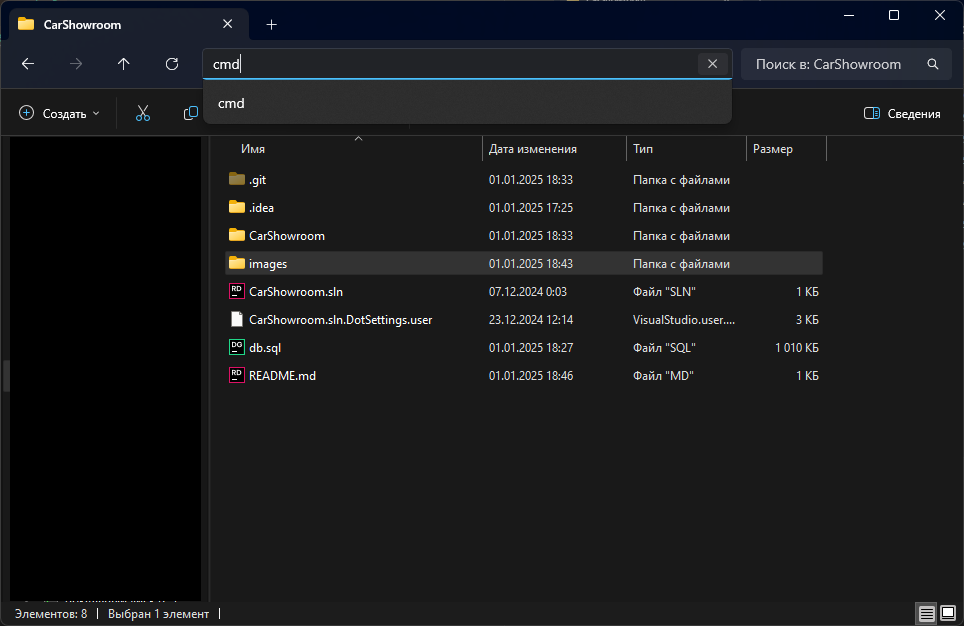 CarShowroom
cmd
Поиск в: CarShowroom
cmd
Создать
Сведения
Имя Дата изменения Тип Размер
.git 01.01.2025 18:33 Папка с файлами
.idea 01.01.2025 17:25 Папка с файлами
CarShowroom 01.01.2025 18:33 Папка с файлами
images 01.01.2025 18:43 Папка с файлами
RD CarShowroom.sln 07.12.2024 0:03 Файл "SLN" 1 КБ
CarShowroom.sln.DotSettings.user 23.12.2024 12:14 VisualStudio.user.... 3 КБ
DG db.sql 01.01.2025 18:27 Файл "SQL" 1 010 КБ
RD README.md 01.01.2025 18:46 Файл "MD" 1 КБ
Элементов: 8 Выбран 1 элемент